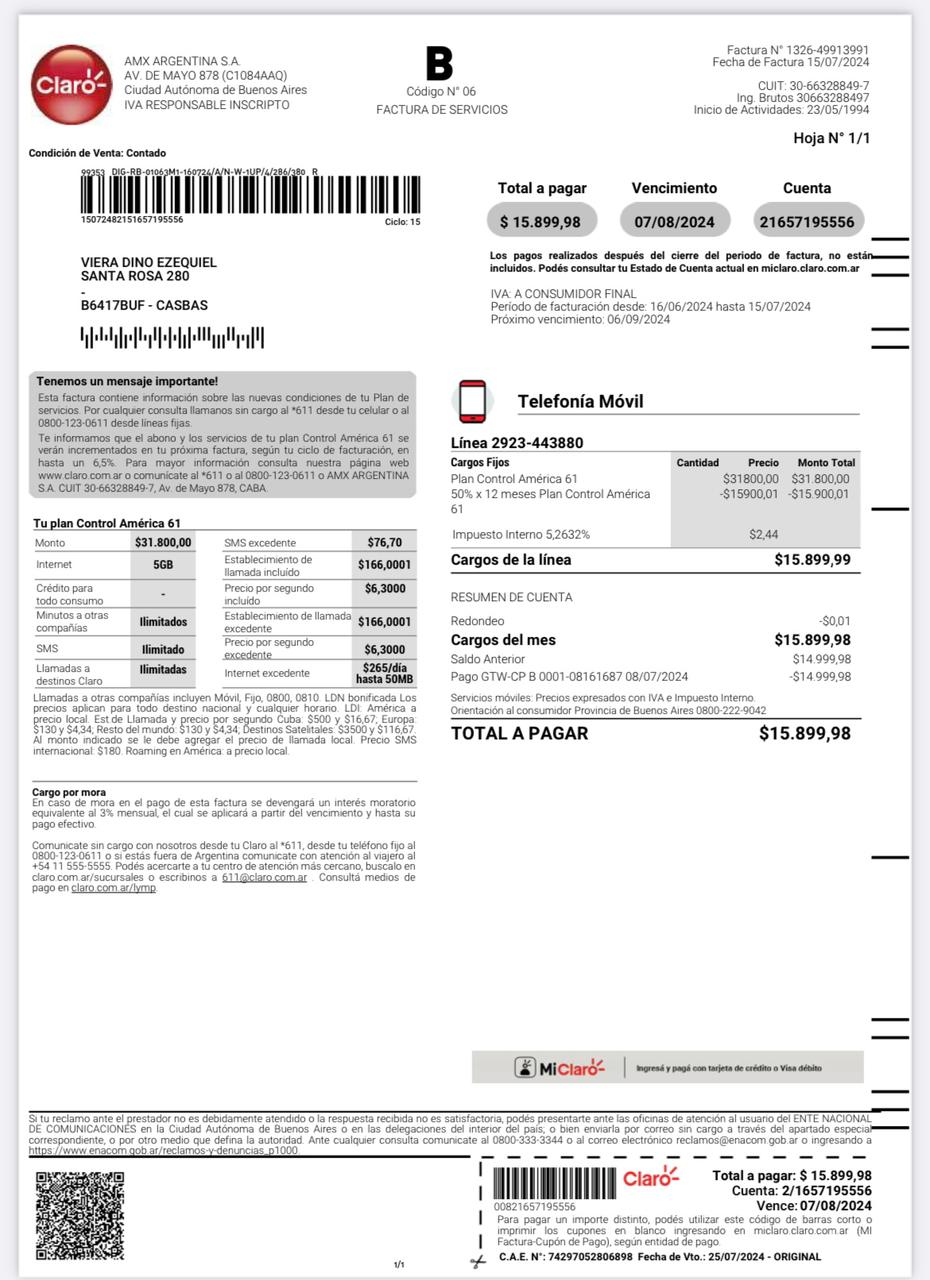 Claro
AMX ARGENTINA S.A.
AV. DE MAYO 878 (C1084AAQ)
Ciudad Autónoma de Buenos Aires
IVA RESPONSABLE INSCRIPTO
B
Código N° 06
FACTURA DE SERVICIOS
Factura N° 1326-49913991
Fecha de Factura 15/07/2024
CUIT: 30-66328849-7
Ing. Brutos 30663288497
Inicio de Actividades: 23/05/1994
Hoja N° 1/1
Condición de Venta: Contado
99353 DIG-RB-01063M1-160724/A/N-W-1UP/4/286/380 R
15072482151657195556
Ciclo: 15
Total a pagar Vencimiento Cuenta
$ 15.899,98 07/08/2024 21657195556
Los pagos realizados después del cierre del periodo de factura, no están
incluidos. Podés consultar tu Estado de Cuenta actual en miclaro.claro.com.ar
VIERA DINO EZEQUIEL
SANTA ROSA 280
-
B6417BUF - CASBAS
IVA: A CONSUMIDOR FINAL
Período de facturación desde: 16/06/2024 hasta 15/07/2024
Próximo vencimiento: 06/09/2024
Tenemos un mensaje importante!
Esta factura contiene información sobre las nuevas condiciones de tu Plan de
servicios. Por cualquier consulta llamanos sin cargo al *611 desde tu celular o al
0800-123-0611 desde líneas fijas.
Te informamos que el abono y los servicios de tu plan Control América 61 se
verán incrementados en tu próxima factura, según tu ciclo de facturación, en
hasta un 6,5%. Para mayor información consulta nuestra página web
www.claro.com.ar o comunícate al *611 o al 0800-123-0611 o AMX ARGENTINA
S.A. CUIT 30-66328849-7, Av. de Mayo 878, CABA.
Tu plan Control América 61
Monto $31.800,00 SMS excedente $76,70
Internet 5GB Establecimiento de
llamada incluído $166,0001
Crédito para
todo consumo - Precio por segundo
incluído $6,3000
Minutos a otras
compañías Ilimitados Establecimiento de llamada
excedente $166,0001
SMS Ilimitado Precio por segundo
excedente $6,3000
Llamadas a
destinos Claro Ilimitadas Internet excedente $265/día
hasta 50MB
Llamadas a otras compañías incluyen Móvil, Fijo, 0800, 0810. LDN bonificada Los
precios aplican para todo destino nacional y cualquier horario. LDI: América a
precio local. Est.de Llamada y precio por segundo Cuba: $500 y $16,67; Europa:
$130 y $4,34; Resto del mundo: $130 y $4,34; Destinos Satelitales: $3500 y $116,67.
Al monto indicado se le debe agregar el precio de llamada local. Precio SMS
internacional: $180. Roaming en América: a precio local.
Cargo por mora
En caso de mora en el pago de esta factura se devengará un interés moratorio
equivalente al 3% mensual, el cual se aplicará a partir del vencimiento y hasta su
pago efectivo.
Comunicate sin cargo con nosotros desde tu Claro al *611, desde tu teléfono fijo al
0800-123-0611 o si estás fuera de Argentina comunicate con atención al viajero al
+54 11 555-5555. Podés acercarte a tu centro de atención más cercano, buscalo en
claro.com.ar/sucursales o escribinos a 611@claro.com.ar . Consultá medios de
pago en claro.com.ar/lymp.
Telefonía Móvil
Línea 2923-443880
Cargos Fijos Cantidad Precio Monto Total
Plan Control América 61 $31800,00 $31.800,00
50% x 12 meses Plan Control América
61 -$15900,01 -$15.900,01
Impuesto Interno 5,2632% $2,44
Cargos de la línea $15.899,99
RESUMEN DE CUENTA
Redondeo -$0,01
Cargos del mes $15.899,98
Saldo Anterior $14.999,98
Pago GTW-CP B 0001-08161687 08/07/2024 -$14.999,98
Servicios móviles: Precios expresados con IVA e Impuesto Interno.
Orientación al consumidor Provincia de Buenos Aires 0800-222-9042
TOTAL A PAGAR $15.899,98
MiClaro Ingresá y pagá con tarjeta de crédito o Visa débito
Si tu reclamo ante el prestador no es debidamente atendido o la respuesta recibida no es satisfactoria, podés presentarte ante las oficinas de atención al usuario del ENTE NACIONAL
DE COMUNICACIONES en la Ciudad Autónoma de Buenos Aires o en las delegaciones del interior del país; o bien enviarla por correo sin cargo a través del apartado especial
correspondiente, o por otro medio que defina la autoridad. Ante cualquier consulta comunicate al 0800-333-3344 o al correo electrónico reclamos@enacom.gob.ar o ingresando a
https://www.enacom.gob.ar/reclamos-y-denuncias_p1000.
Claro
00821657195556
Total a pagar: $ 15.899,98
Cuenta: 2/1657195556
Vence: 07/08/2024
Para pagar un importe distinto, podés utilizar este código de barras corto o
imprimir los cupones en blanco ingresando en miclaro.claro.com.ar (MI
Factura-Cupón de Pago), según entidad de pago.
C.A.E. N°: 74297052806898 Fecha de Vto.: 25/07/2024 - ORIGINAL
1/1